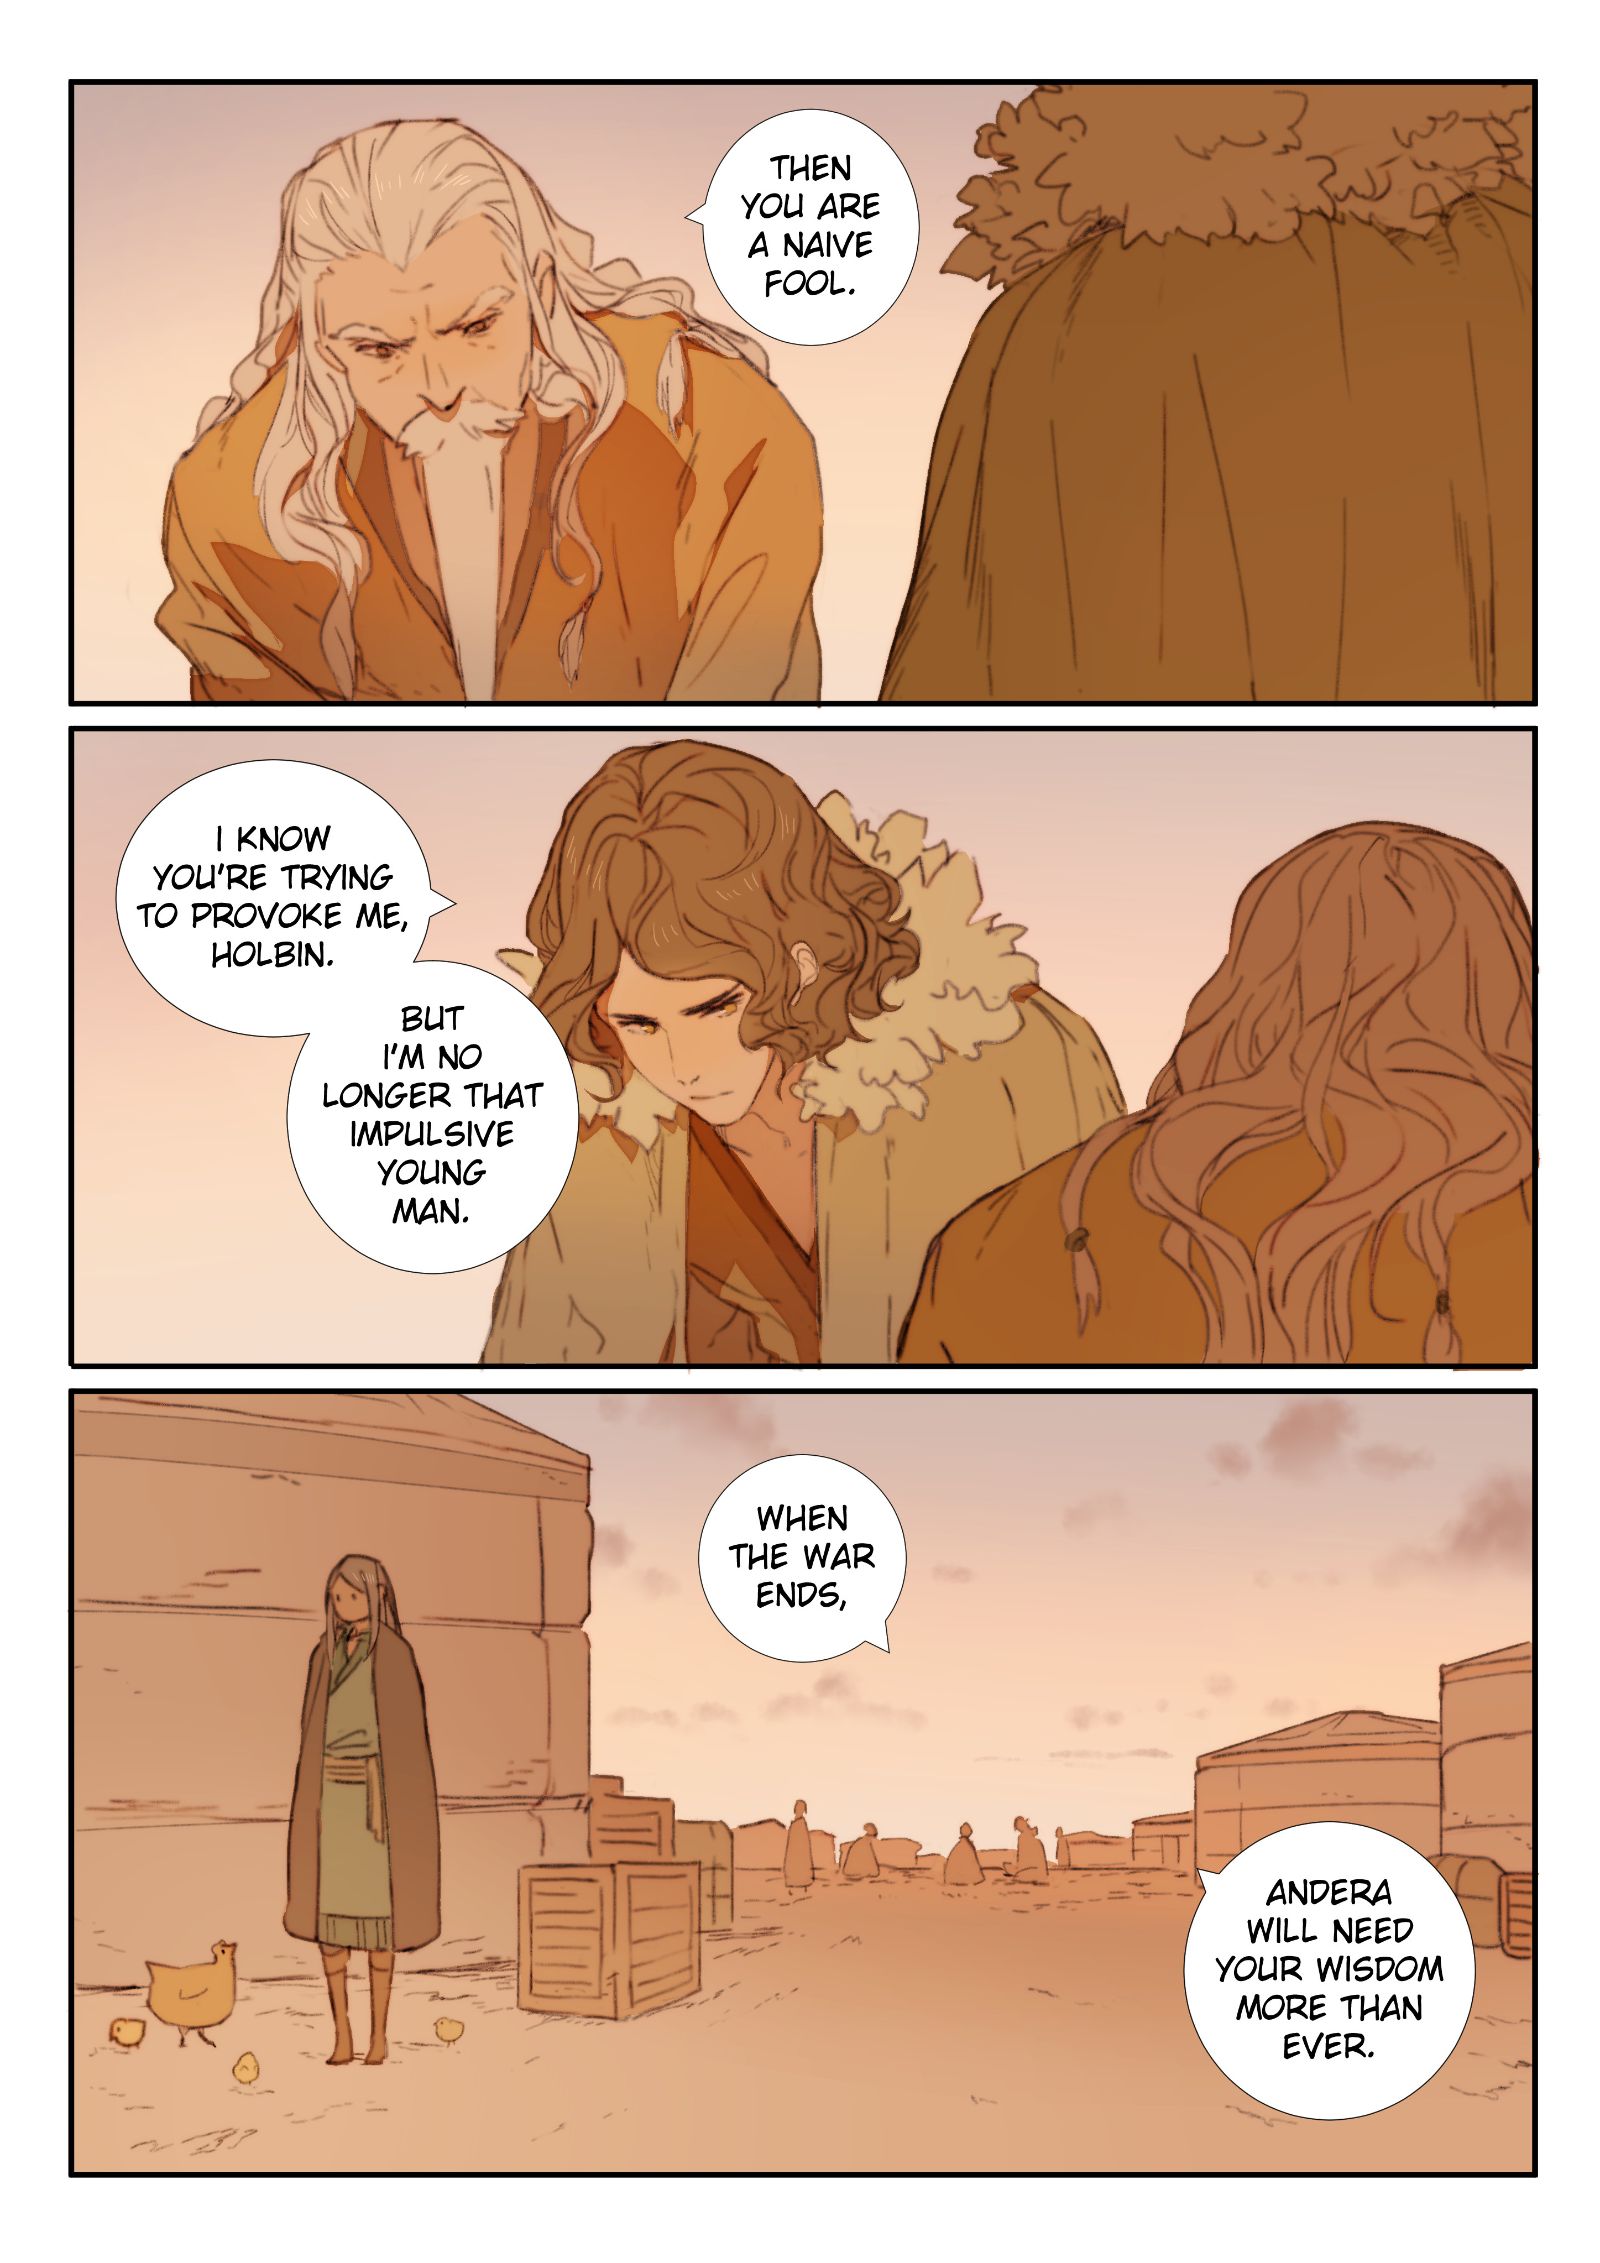 THEN
YOU ARE
A NAIVE
FOOL.
I KNOW
YOU'RE TRYING
TO PROVOKE ME,
HOLBIN.
BUT
I'M NO
LONGER THAT
IMPULSIVE
YOUNG
MAN.
WHEN
THE WAR
ENDS,
ANDERA
WILL NEED
YOUR WISDOM
MORE THAN
EVER.